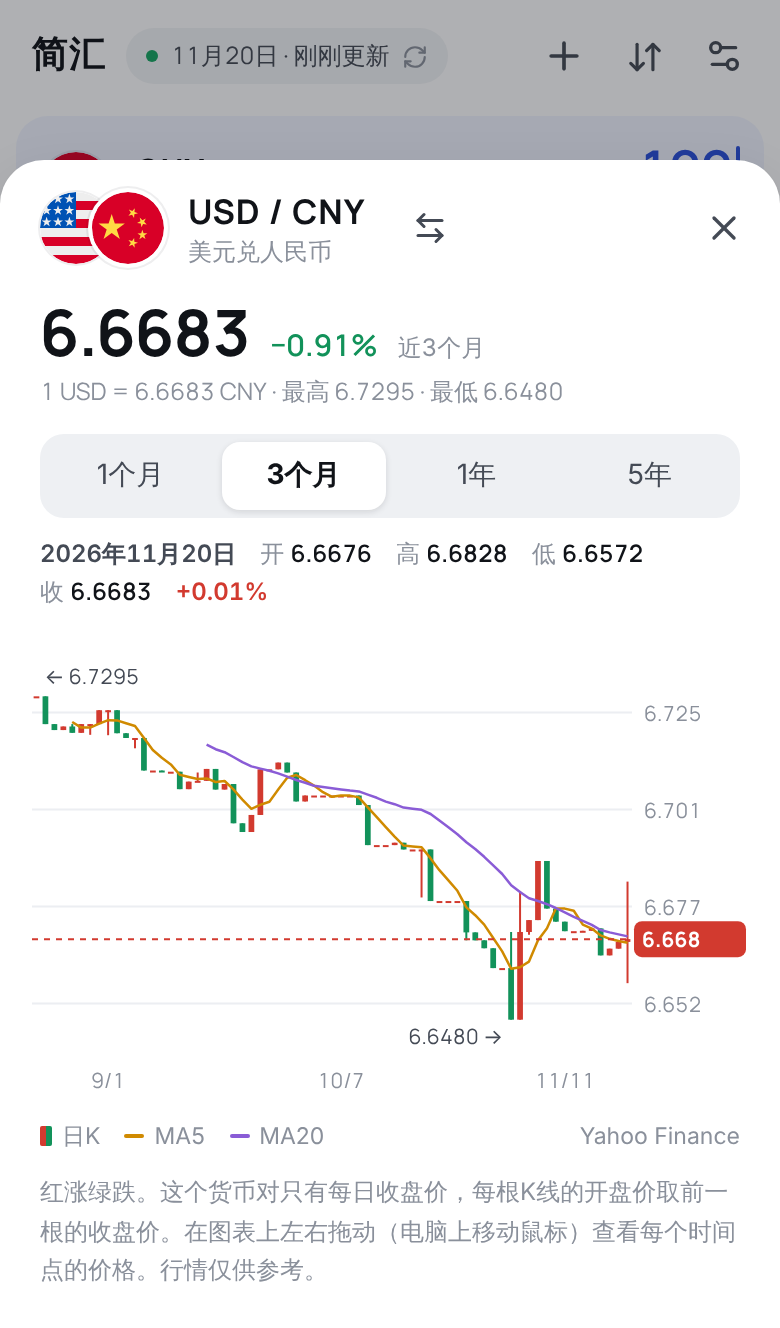 简汇
11月20日 · 刚刚更新
USD / CNY
美元兑人民币
6.6683 −0.91% 近3个月
1 USD = 6.6683 CNY · 最高 6.7295 · 最低 6.6480
1个月 3个月 1年 5年
2026年11月20日 开 6.6676 高 6.6828 低 6.6572
收 6.6683 +0.01%
← 6.7295
6.725
6.701
6.677
6.668
6.652
6.6480 →
9/1 10/7 11/11
日K MA5 MA20 Yahoo Finance
红涨绿跌。这个货币对只有每日收盘价，每根K线的开盘价取前一
根的收盘价。在图表上左右拖动（电脑上移动鼠标）查看每个时间
点的价格。行情仅供参考。